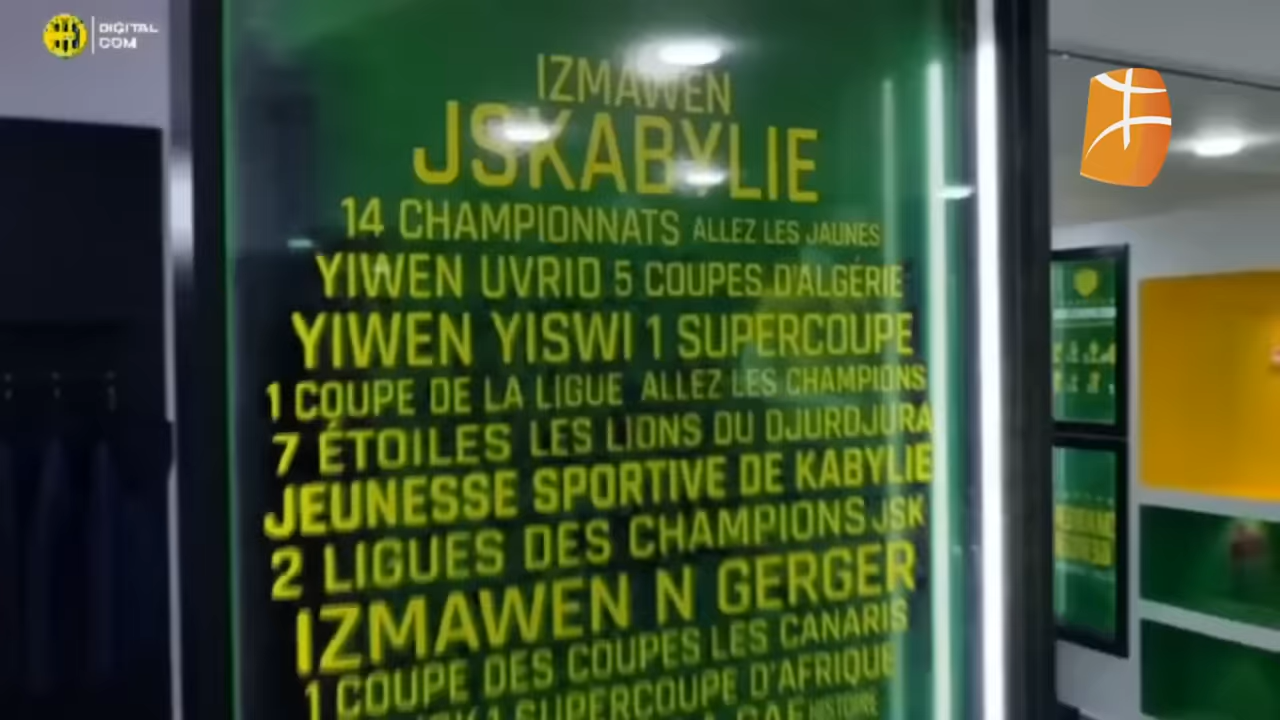 DIGITAL
COM
IZMAWEN
JSKABYLIE
14 CHAMPIONNATS ALLEZ LES JAUNES
YIWEN UVRID 5 COUPES D'ALGÉRIE
YIWEN YISWI 1 SUPERCOUPE
1 COUPE DE LA LIGUE ALLEZ LES CHAMPIONS
7 ÉTOILES LES LIONS DU DJURDJURA
JEUNESSE SPORTIVE DE KABYLIE
2 LIGUES DES CHAMPIONS JSK
IZMAWEN N GERGER
1 COUPE DES COUPES LES CANARIS
1 SUPERCOUPE D'AFRIQUE
CAF HISTOIRE